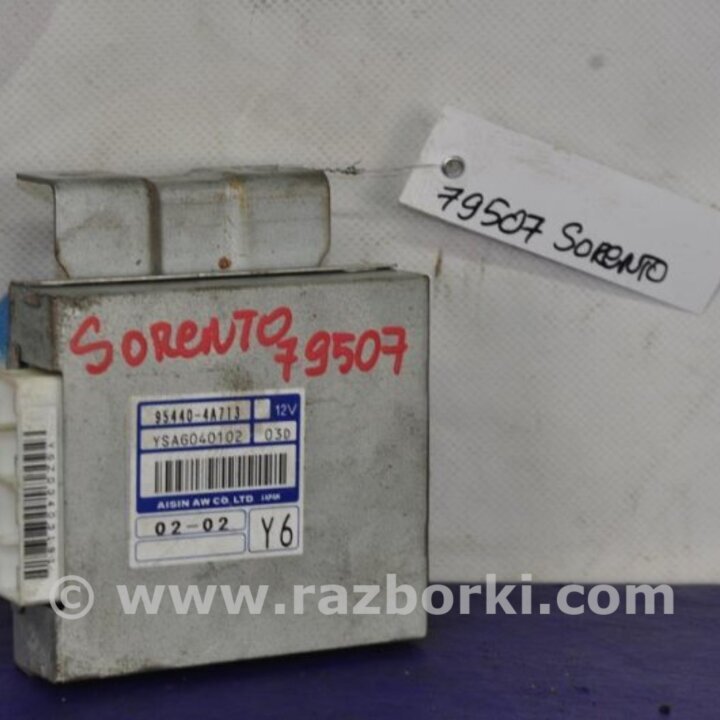 79507 SORENTO
SORENTO
79507
95440-4A713 12V
YSAG040102 03D
AISIN AW CO., LTD JAPAN
02-02
Y6
© www.razborki.com